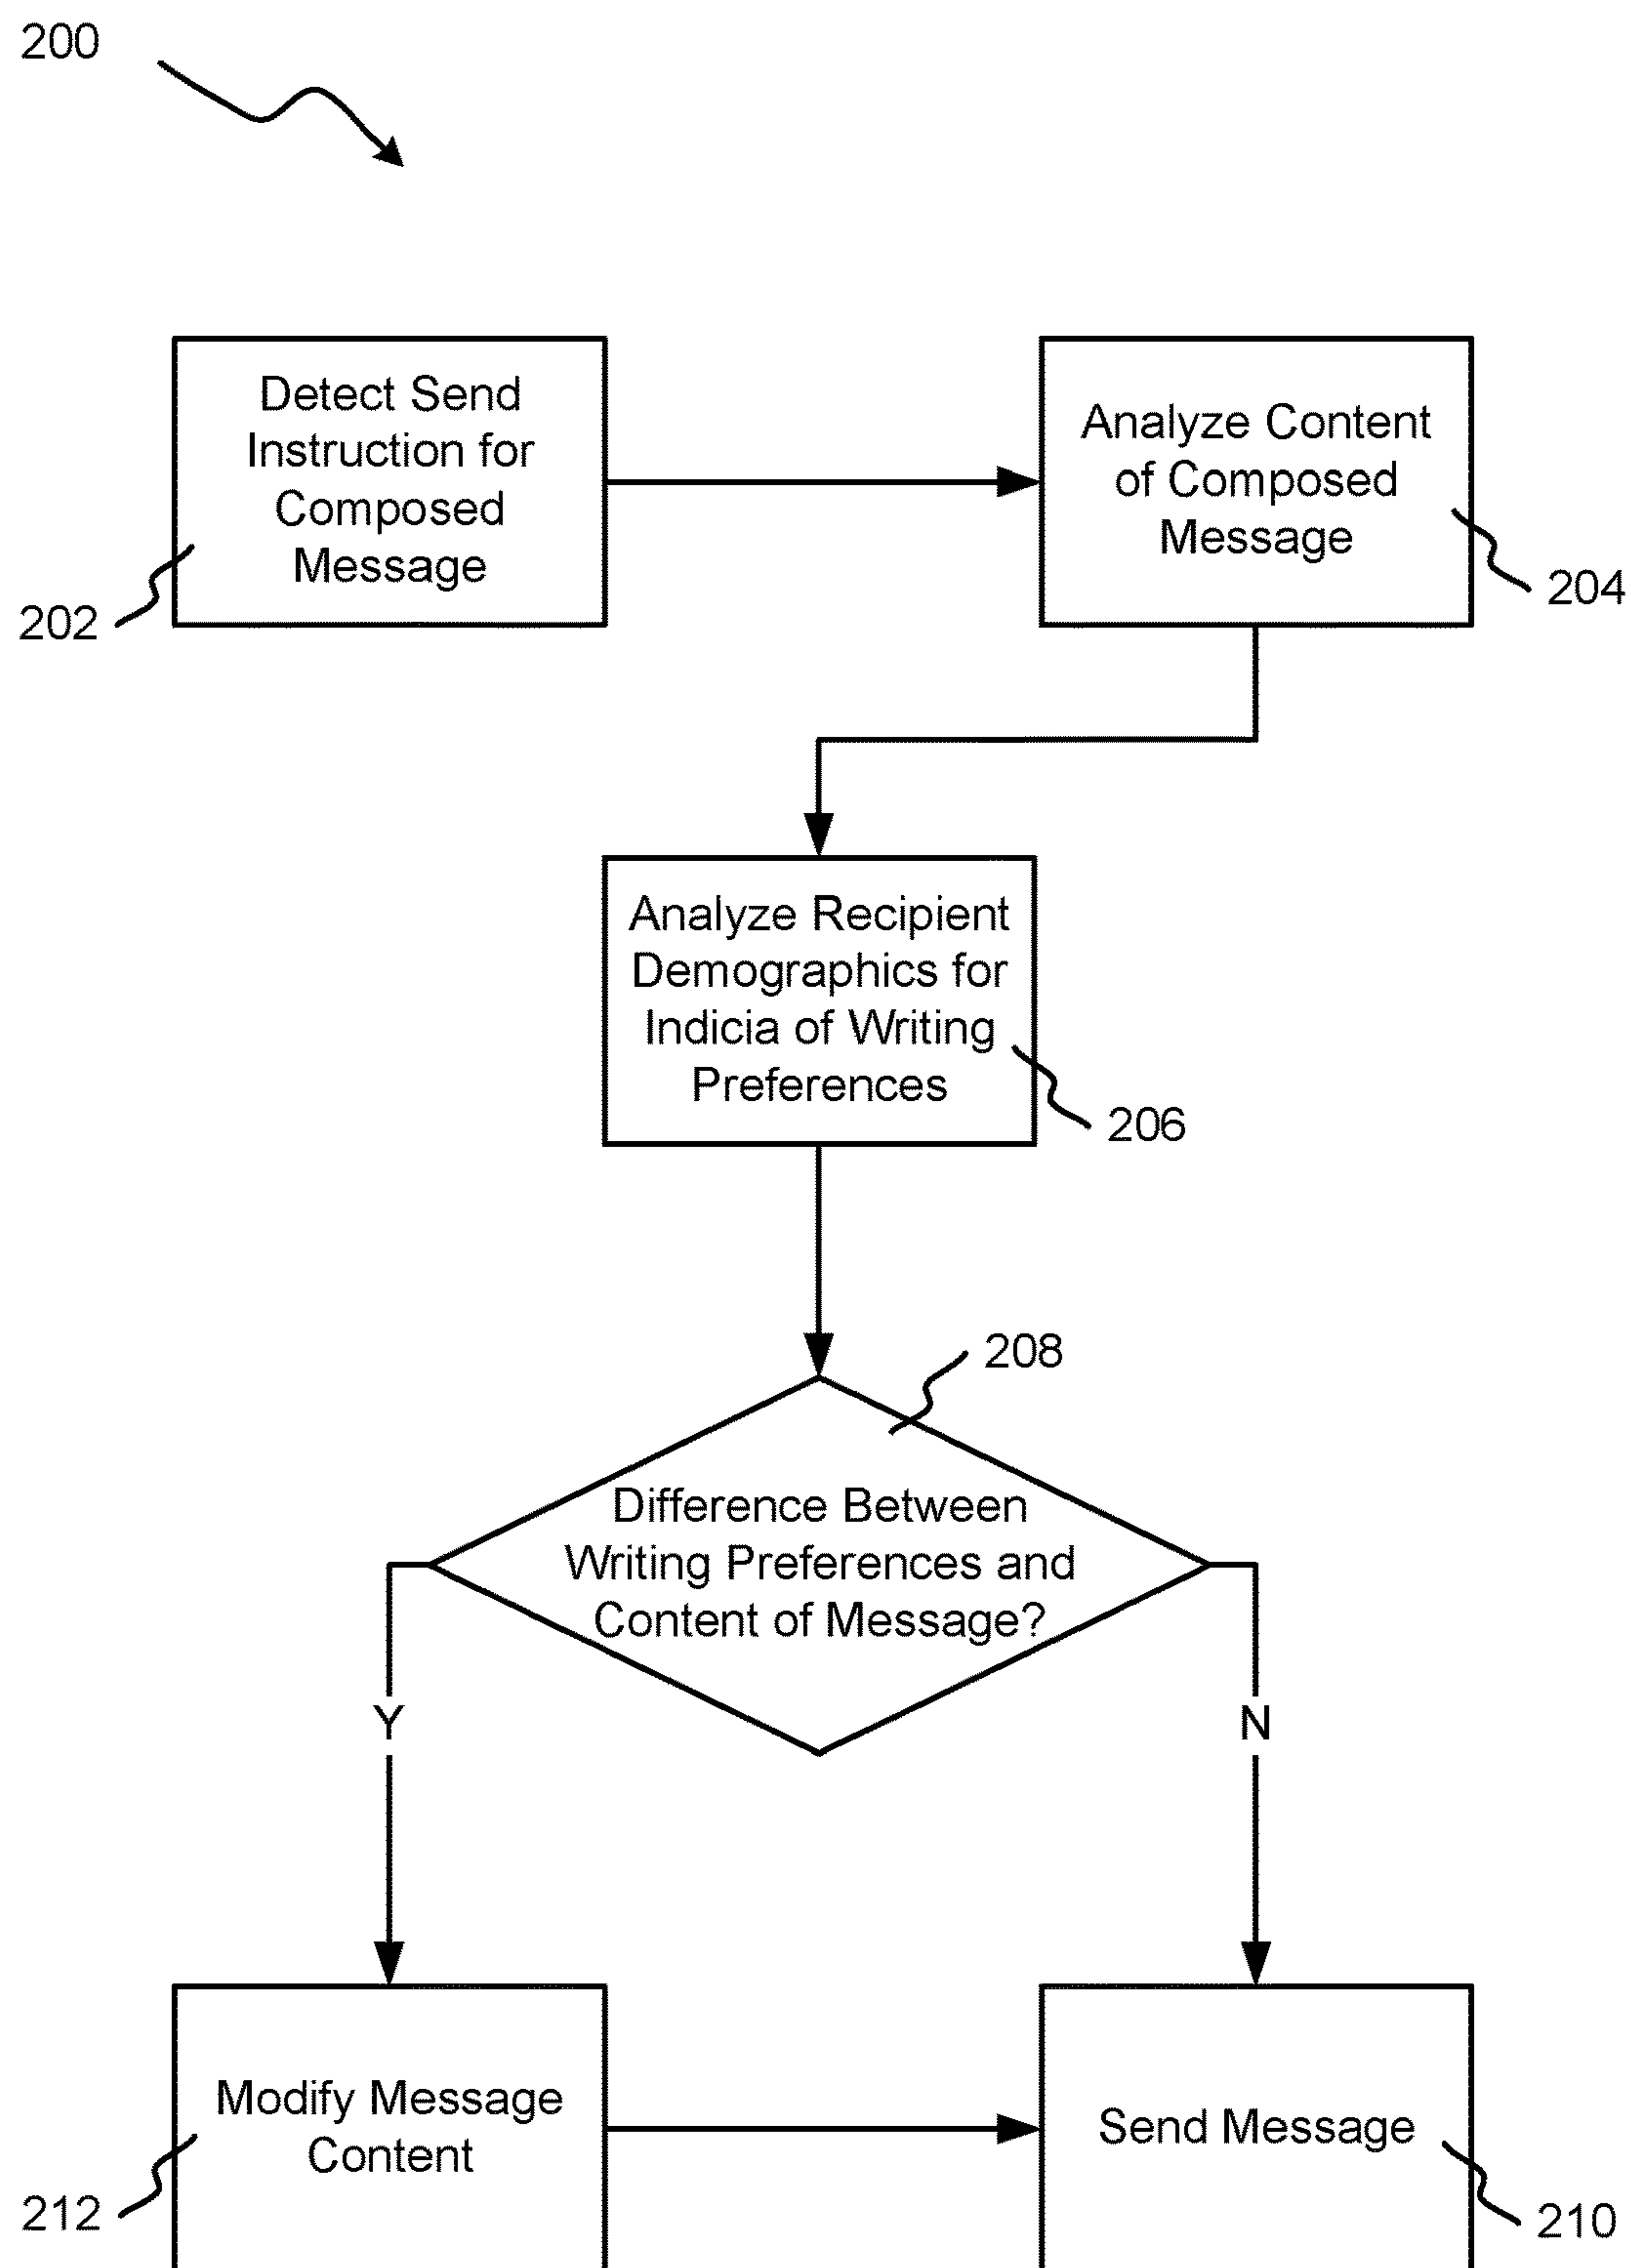 200
Detect Send
Instruction for
Composed
Message
202
Analyze Content
of Composed
Message
204
Analyze Recipient
Demographics for
Indicia of Writing
Preferences
206
208
Difference Between
Writing Preferences and
Content of Message?
Y
N
Modify Message
Content
212
Send Message
210